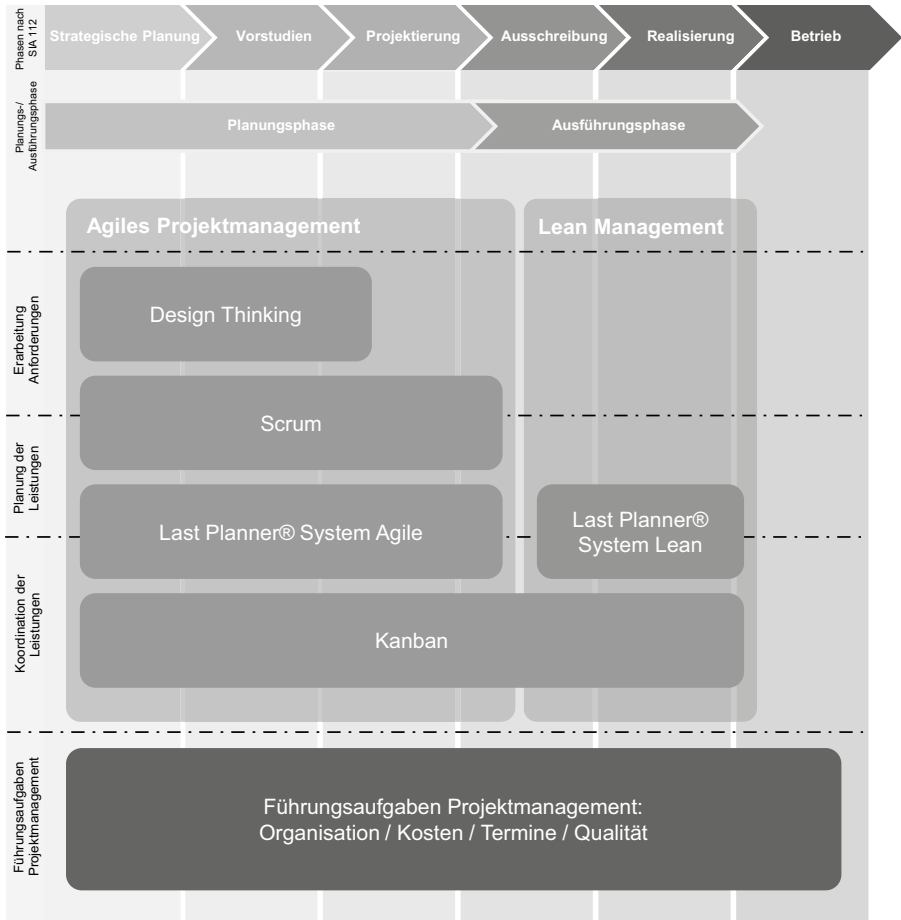 Phasen nach
SIA 112
Strategische Planung
Vorstudien
Projektierung
Ausschreibung
Realisierung
Betrieb
Planungs-/
Ausführungsphase
Planungsphase
Ausführungsphase
Agiles Projektmanagement
Lean Management
Erarbeitung
Anforderungen
Design Thinking
Scrum
Planung der
Leistungen
Last Planner® System Agile
Last Planner®
System Lean
Koordination der
Leistungen
Kanban
Führungsaufgaben
Projektmanagement
Führungsaufgaben Projektmanagement:
Organisation / Kosten / Termine / Qualität